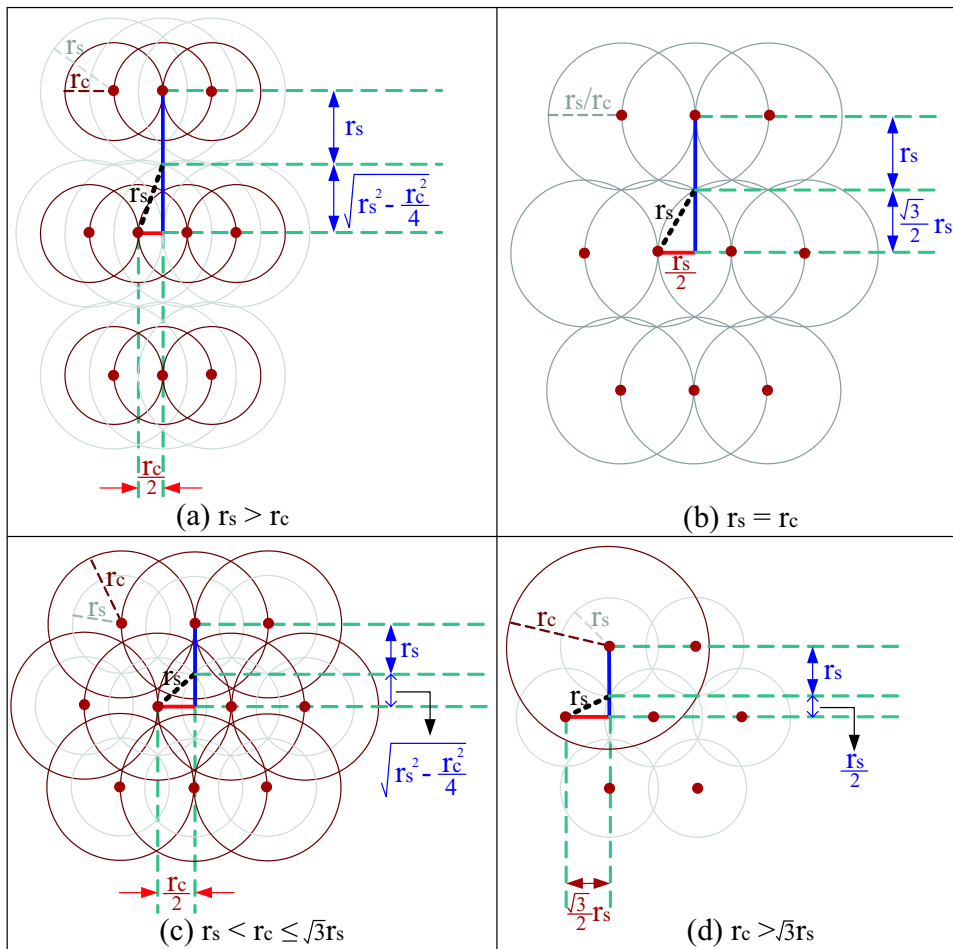 rs
rc
rs
rs
√(rs² - rc²/4)
rc/2
(a) rs > rc
rs/rc
rs
rs
√3/2 rs
rs/2
(b) rs = rc
rc
rs
rs
rs
√(rs² - rc²/4)
rc/2
(c) rs < rc ≤ √3rs
rs
rc
rs
rs
rs/2
√3/2 rs
(d) rc >√3rs